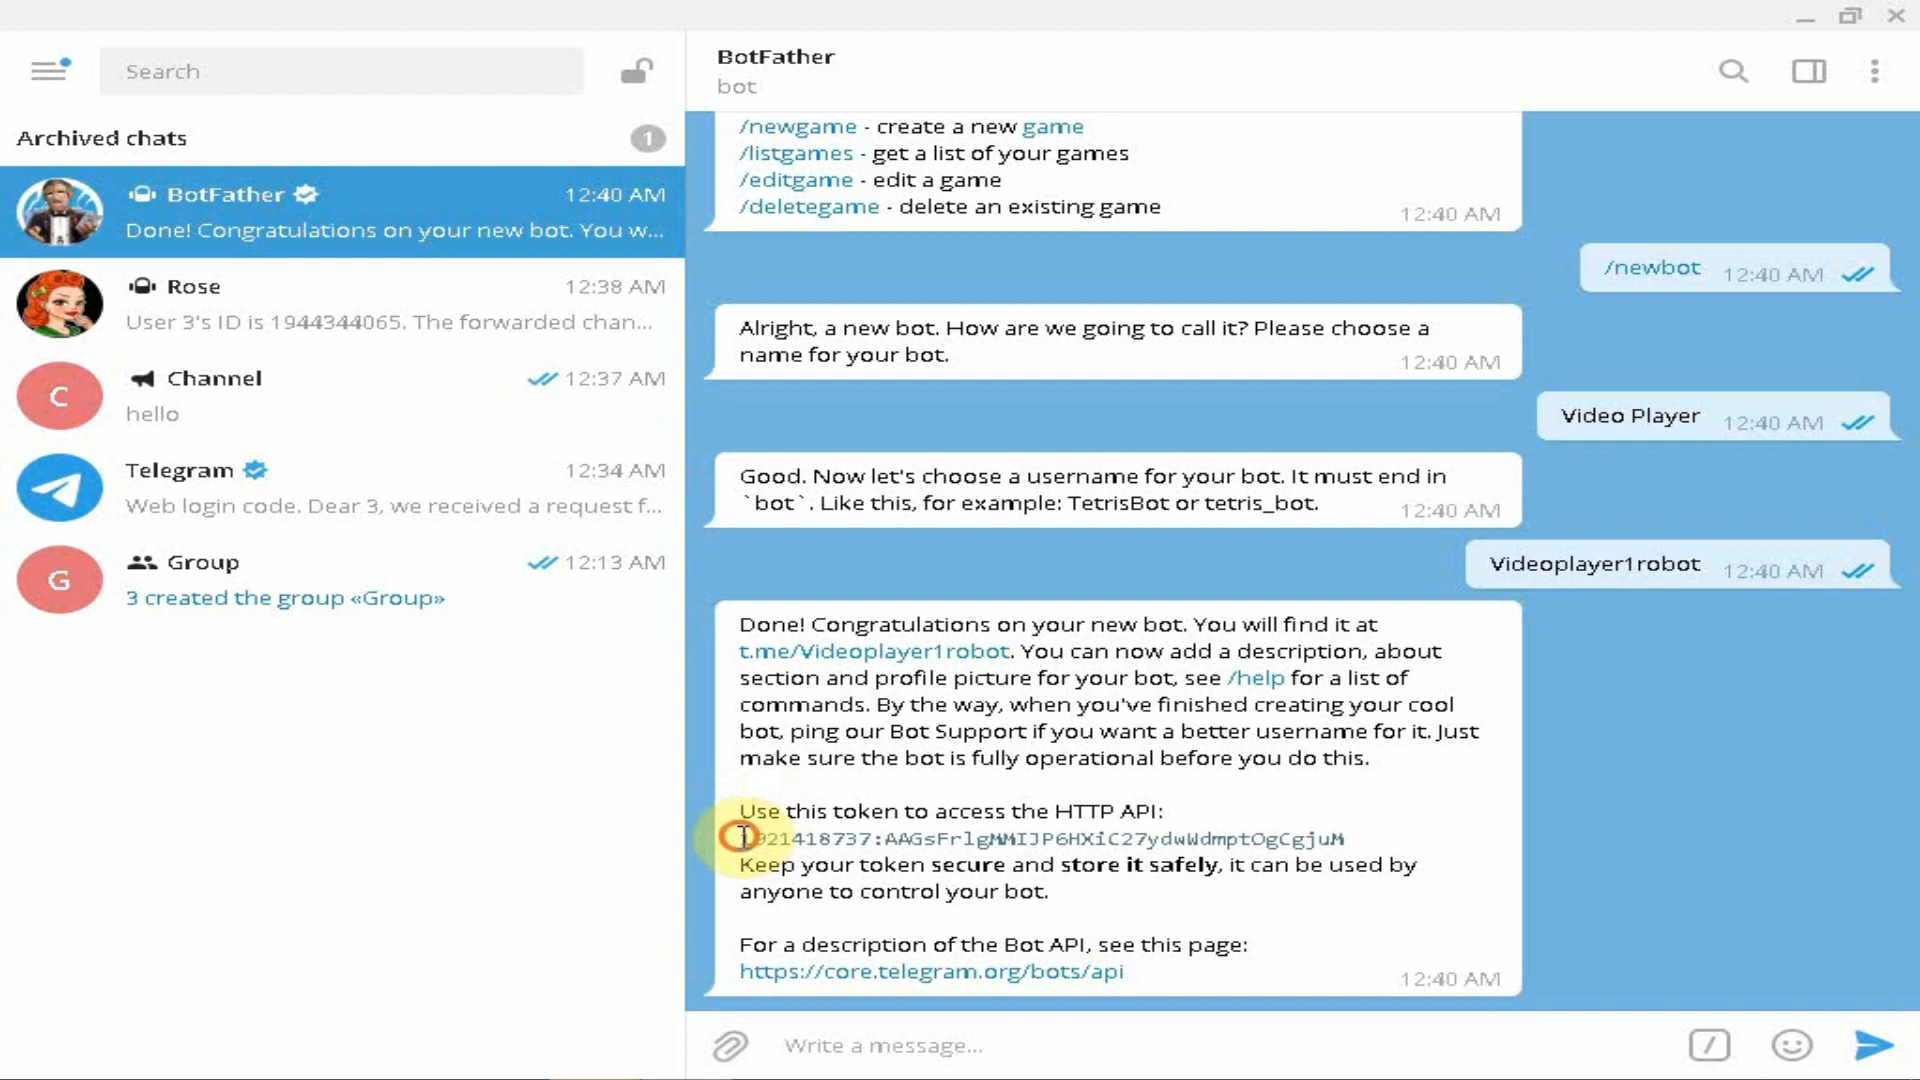 Search
Archived chats
1
BotFather
12:40 AM
Done! Congratulations on your new bot. You w...
Rose
12:38 AM
User 3's ID is 1944344065. The forwarded chan...
C
Channel
12:37 AM
hello
Telegram
12:34 AM
Web login code. Dear 3, we received a request f...
G
Group
12:13 AM
3 created the group «Group»
BotFather
bot
/newgame - create a new game
/listgames - get a list of your games
/editgame - edit a game
/deletegame - delete an existing game
12:40 AM
/newbot 12:40 AM
Alright, a new bot. How are we going to call it? Please choose a
name for your bot.
12:40 AM
Video Player 12:40 AM
Good. Now let's choose a username for your bot. It must end in
`bot`. Like this, for example: TetrisBot or tetris_bot.
12:40 AM
Videoplayer1robot 12:40 AM
Done! Congratulations on your new bot. You will find it at
t.me/Videoplayer1robot. You can now add a description, about
section and profile picture for your bot, see /help for a list of
commands. By the way, when you've finished creating your cool
bot, ping our Bot Support if you want a better username for it. Just
make sure the bot is fully operational before you do this.
Use this token to access the HTTP API:
1921418737:AAGsFrlgMMIJP6HXiC27ydwWdmptOgCgjuM
Keep your token secure and store it safely, it can be used by
anyone to control your bot.
For a description of the Bot API, see this page:
https://core.telegram.org/bots/api
12:40 AM
Write a message...